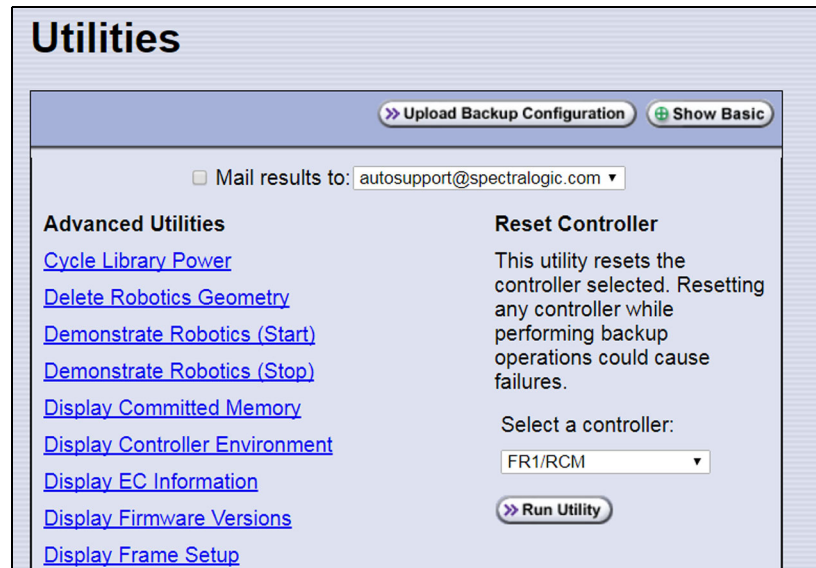 Utilities
Upload Backup Configuration
Show Basic
Mail results to: autosupport@spectralogic.com
Advanced Utilities
Cycle Library Power
Delete Robotics Geometry
Demonstrate Robotics (Start)
Demonstrate Robotics (Stop)
Display Committed Memory
Display Controller Environment
Display EC Information
Display Firmware Versions
Display Frame Setup
Reset Controller
This utility resets the
controller selected. Resetting
any controller while
performing backup
operations could cause
failures.
Select a controller:
FR1/RCM
Run Utility